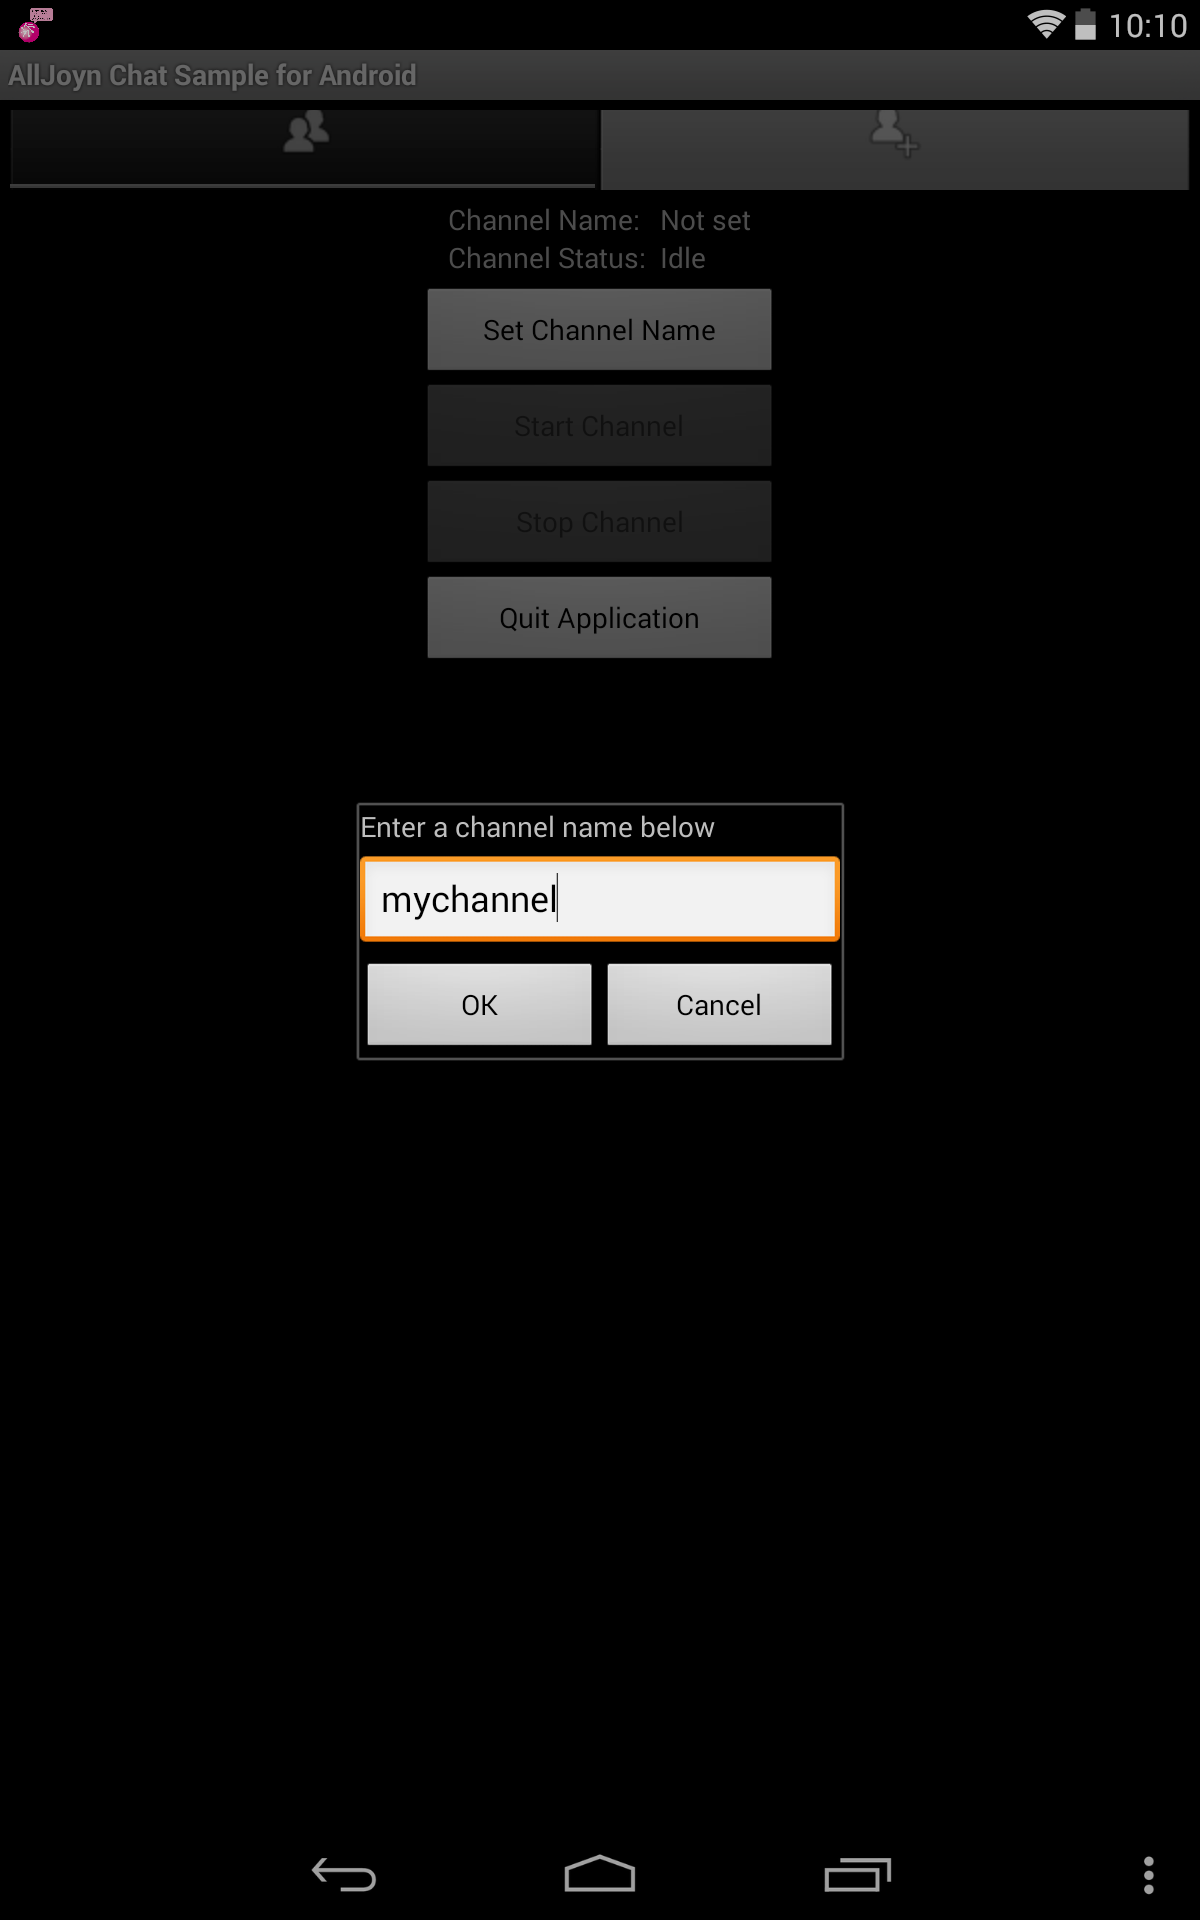 10:10
AllJoyn Chat Sample for Android
Channel Name: Not set
Channel Status: Idle
Set Channel Name
Start Channel
Stop Channel
Quit Application
Enter a channel name below
mychannel
OK Cancel